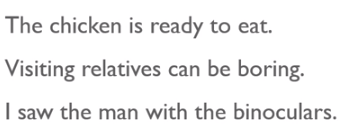 The chicken is ready to eat.
Visiting relatives can be boring.
I saw the man with the binoculars.